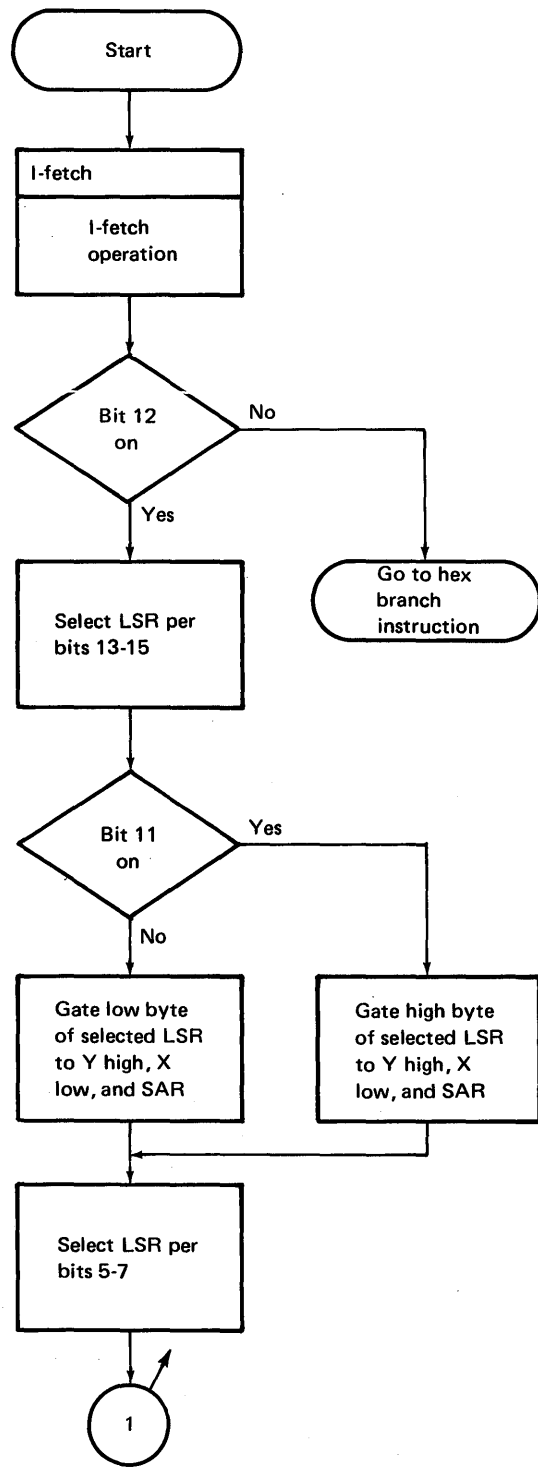 Start
I-fetch
I-fetch
operation
Bit 12
on
No
Yes
Go to hex
branch
instruction
Select LSR per
bits 13-15
Bit 11
on
Yes
No
Gate low byte
of selected LSR
to Y high, X
low, and SAR
Gate high byte
of selected LSR
to Y high, X
low, and SAR
Select LSR per
bits 5-7
1